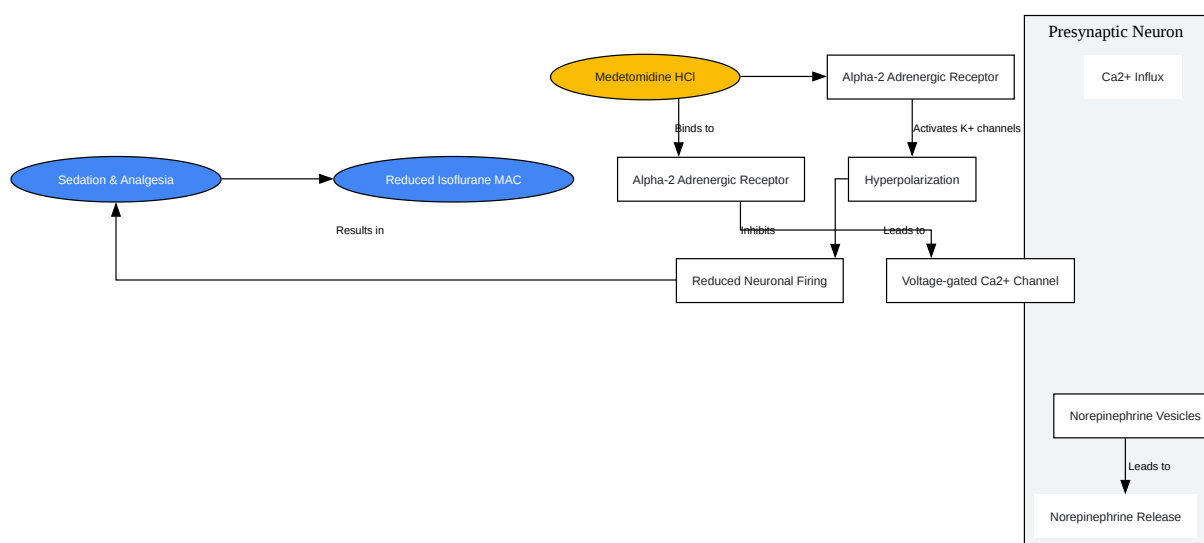 Presynaptic Neuron
Medetomidine HCl
Alpha-2 Adrenergic Receptor
Ca2+ Influx
Binds to
Activates K+ channels
Sedation & Analgesia
Reduced Isoflurane MAC
Alpha-2 Adrenergic Receptor
Hyperpolarization
Results in
Inhibits
Leads to
Reduced Neuronal Firing
Voltage-gated Ca2+ Channel
Norepinephrine Vesicles
Leads to
Norepinephrine Release